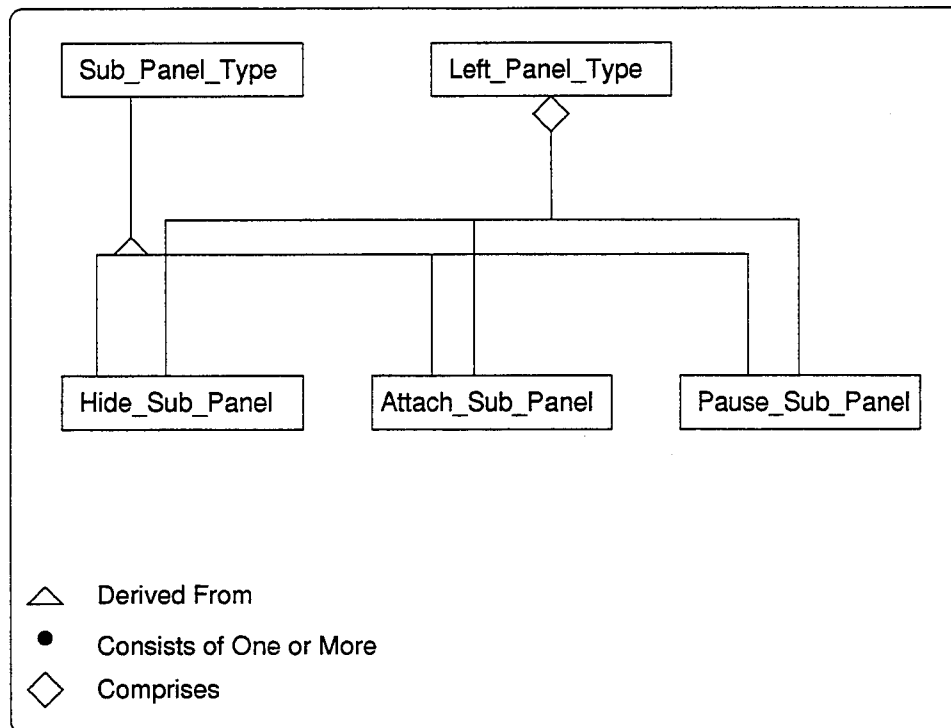 Sub_Panel_Type
Left_Panel_Type
Hide_Sub_Panel
Attach_Sub_Panel
Pause_Sub_Panel
Derived From
Consists of One or More
Comprises